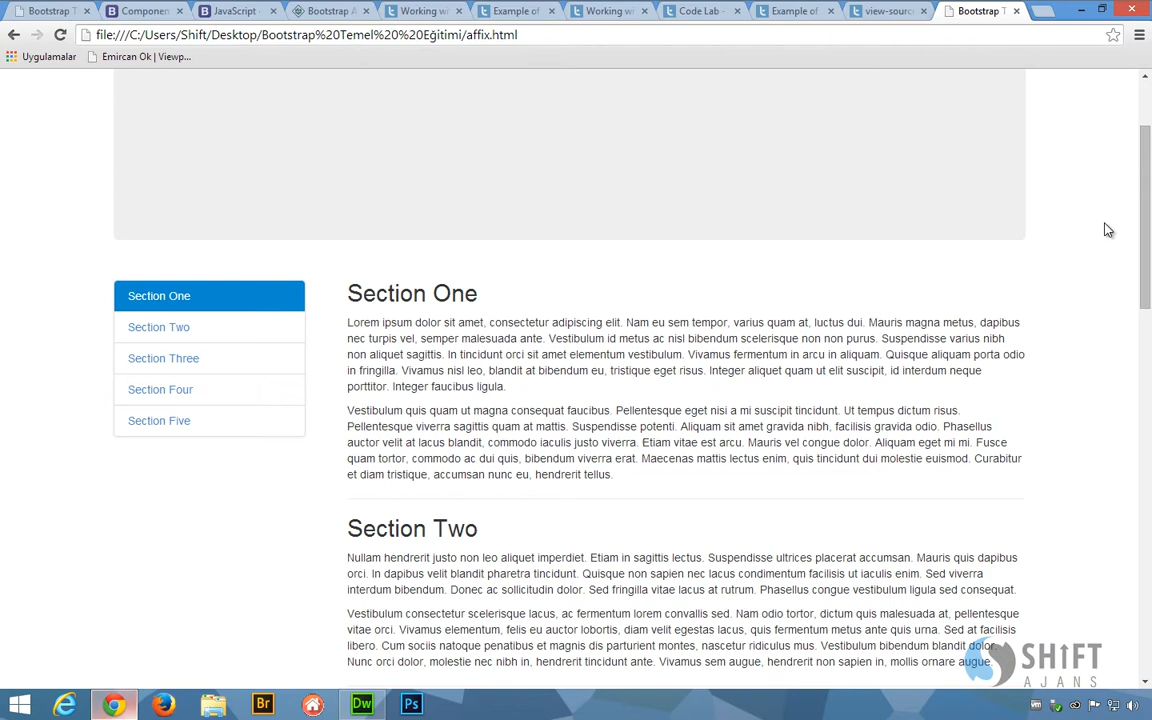 Bootstrap T
Componen
JavaScript
Bootstrap A
Working w
Example of
Working wi
Code Lab -
Example of
view-sourc
Bootstrap T
file:///C:/Users/Shift/Desktop/Bootstrap%20Temel%20%20Eğitimi/affix.html
Uygulamalar
Emircan Ok | Viewp...
Section One
Section Two
Section Three
Section Four
Section Five
Section One
Lorem ipsum dolor sit amet, consectetur adipiscing elit. Nam eu sem tempor, varius quam at, luctus dui. Mauris magna metus, dapibus
nec turpis vel, semper malesuada ante. Vestibulum id metus ac nisl bibendum scelerisque non non purus. Suspendisse varius nibh
non aliquet sagittis. In tincidunt orci sit amet elementum vestibulum. Vivamus fermentum in arcu in aliquam. Quisque aliquam porta odio
in fringilla. Vivamus nisl leo, blandit at bibendum eu, tristique eget risus. Integer aliquet quam ut elit suscipit, id interdum neque
porttitor. Integer faucibus ligula.
Vestibulum quis quam ut magna consequat faucibus. Pellentesque eget nisi a mi suscipit tincidunt. Ut tempus dictum risus.
Pellentesque viverra sagittis quam at mattis. Suspendisse potenti. Aliquam sit amet gravida nibh, facilisis gravida odio. Phasellus
auctor velit at lacus blandit, commodo iaculis justo viverra. Etiam vitae est arcu. Mauris vel congue dolor. Aliquam eget mi mi. Fusce
quam tortor, commodo ac dui quis, bibendum viverra erat. Maecenas mattis lectus enim, quis tincidunt dui molestie euismod. Curabitur
et diam tristique, accumsan nunc eu, hendrerit tellus.
Section Two
Nullam hendrerit justo non leo aliquet imperdiet. Etiam in sagittis lectus. Suspendisse ultrices placerat accumsan. Mauris quis dapibus
orci. In dapibus velit blandit pharetra tincidunt. Quisque non sapien nec lacus condimentum facilisis ut iaculis enim. Sed viverra
interdum bibendum. Donec ac sollicitudin dolor. Sed fringilla vitae lacus at rutrum. Phasellus congue vestibulum ligula sed consequat.
Vestibulum consectetur scelerisque lacus, ac fermentum lorem convallis sed. Nam odio tortor, dictum quis malesuada at, pellentesque
vitae orci. Vivamus elementum, felis eu auctor lobortis, diam velit egestas lacus, quis fermentum metus ante quis urna. Sed at facilisis
libero. Cum sociis natoque penatibus et magnis dis parturient montes, nascetur ridiculus mus. Vestibulum bibendum blandit dolor.
Nunc orci dolor, molestie nec nibh in, hendrerit tincidunt ante. Vivamus sem augue, hendrerit non sapien in, mollis ornare augue.
SHIFT
AJANS
Br
Dw
Ps